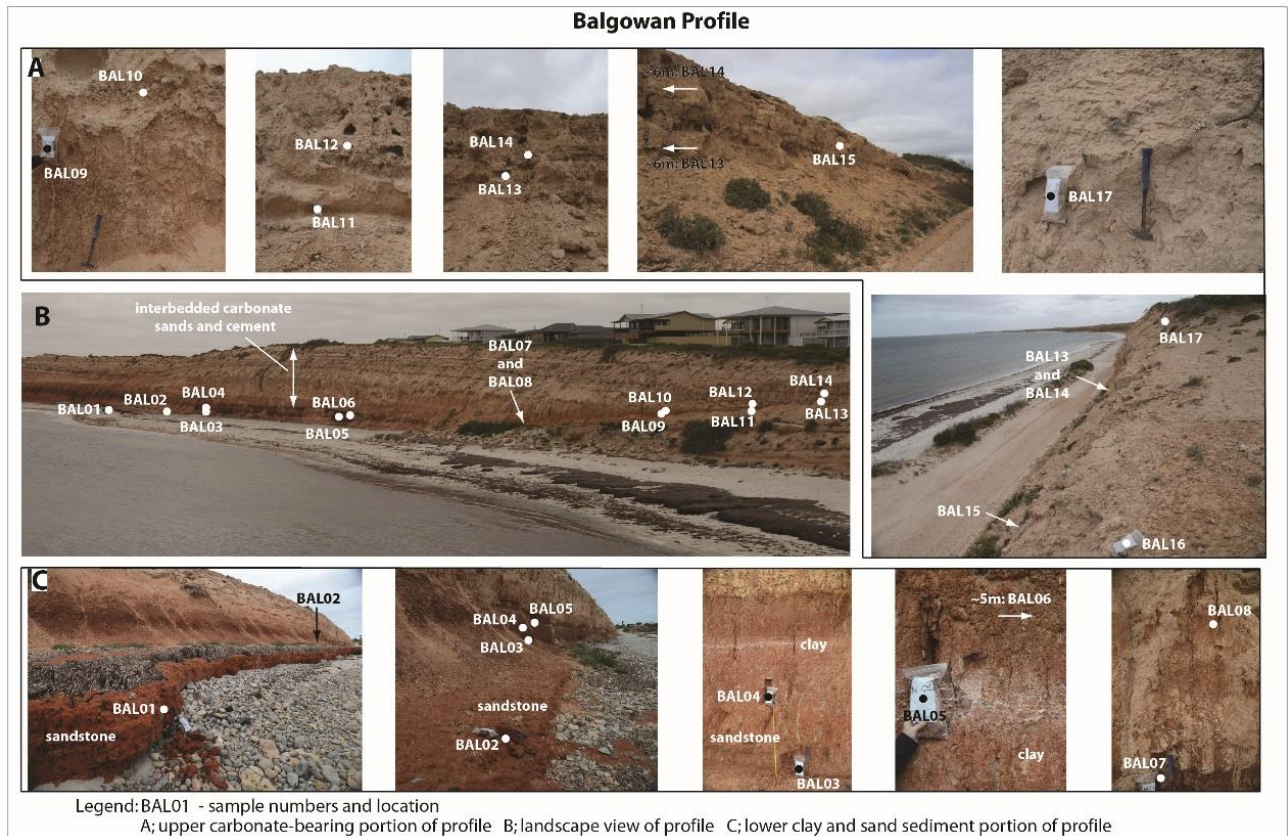 Balgowan Profile
A
BAL10
BAL09
BAL12
BAL11
BAL14
BAL13
~6m: BAL14
~6m: BAL13
BAL15
BAL17
B
interbedded carbonate
sands and cement
BAL01
BAL02
BAL04
BAL03
BAL06
BAL05
BAL07
and
BAL08
BAL10
BAL09
BAL12
BAL11
BAL14
BAL13
BAL17
BAL13
and
BAL14
BAL15
BAL16
C
BAL02
BAL01
sandstone
BAL04
BAL05
BAL03
sandstone
BAL02
clay
BAL04
sandstone
BAL03
~5m: BAL06
BAL05
clay
BAL08
BAL07
Legend: BAL01 - sample numbers and location
A; upper carbonate-bearing portion of profile B; landscape view of profile C; lower clay and sand sediment portion of profile